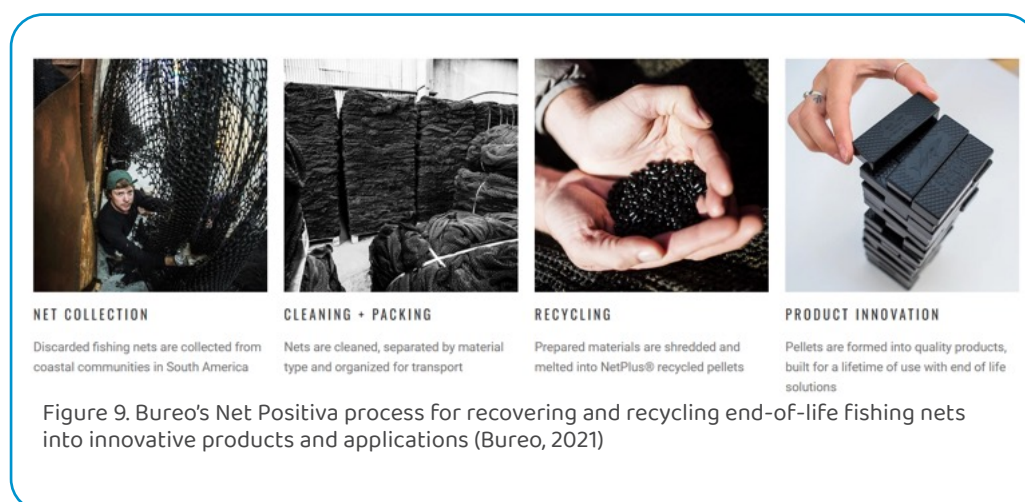 NET COLLECTION
Discarded fishing nets are collected from
coastal communities in South America
CLEANING + PACKING
Nets are cleaned, separated by material
type and organized for transport
RECYCLING
Prepared materials are shredded and
melted into NetPlus® recycled pellets
PRODUCT INNOVATION
Pellets are formed into quality products,
built for a lifetime of use with end of life
solutions
Figure 9. Bureo's Net Positiva process for recovering and recycling end-of-life fishing nets
into innovative products and applications (Bureo, 2021)